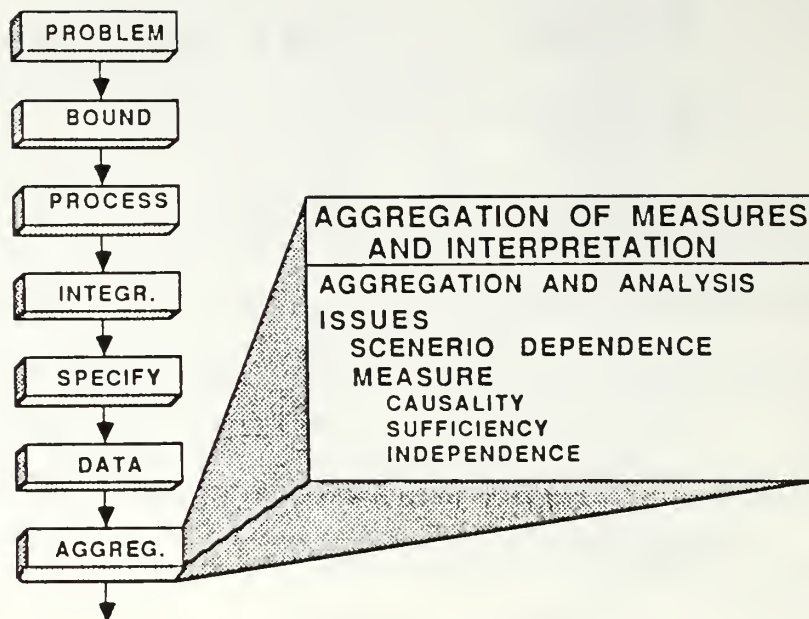 PROBLEM
BOUND
PROCESS
INTEGR.
SPECIFY
DATA
AGGREG.
AGGREGATION OF MEASURES
AND INTERPRETATION
AGGREGATION AND ANALYSIS
ISSUES
SCENERIO DEPENDENCE
MEASURE
CAUSALITY
SUFFICIENCY
INDEPENDENCE